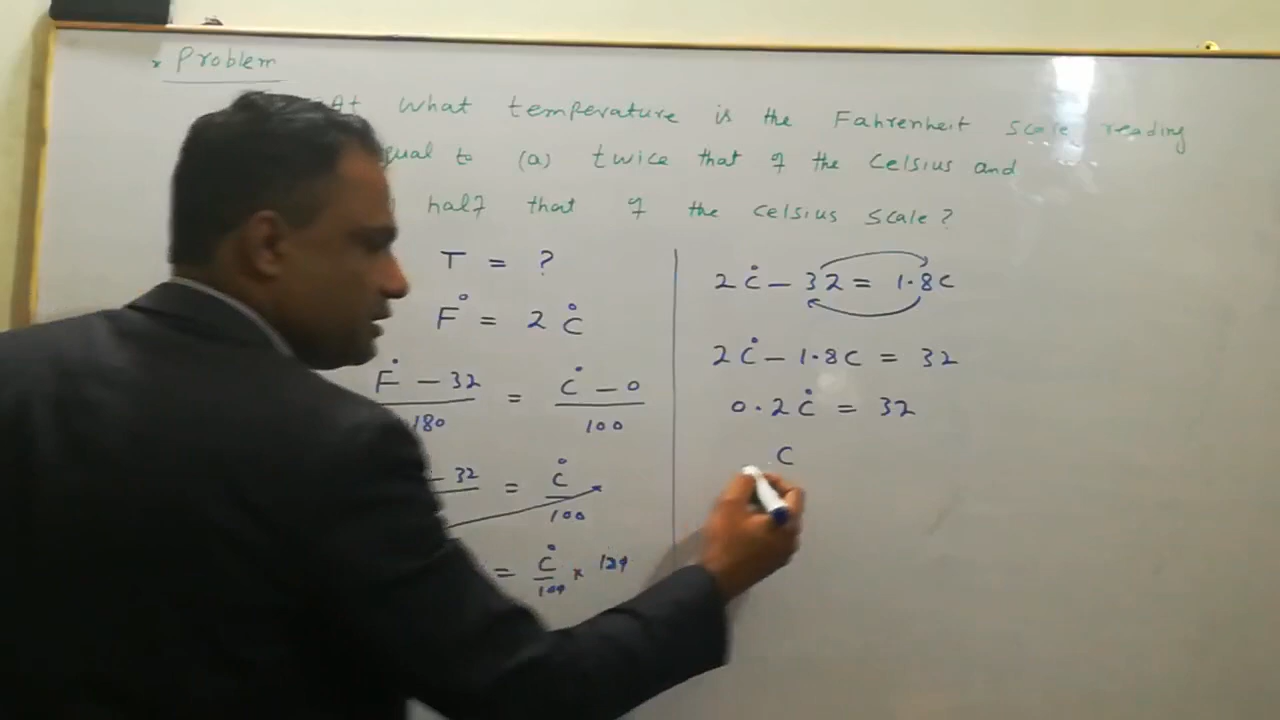 * Problem
At what temperature is the Fahrenheit scale reading
qual to (a) twice that of the Celsius and
half that of the Celsius scale?
T = ?
F° = 2 C°
F° - 32 / 180 = C° - 0 / 100
- 32 = C° / 100
= C° / 100 ×
2C° - 32 = 1.8C
2C° - 1.8C = 32
0.2C° = 32
C